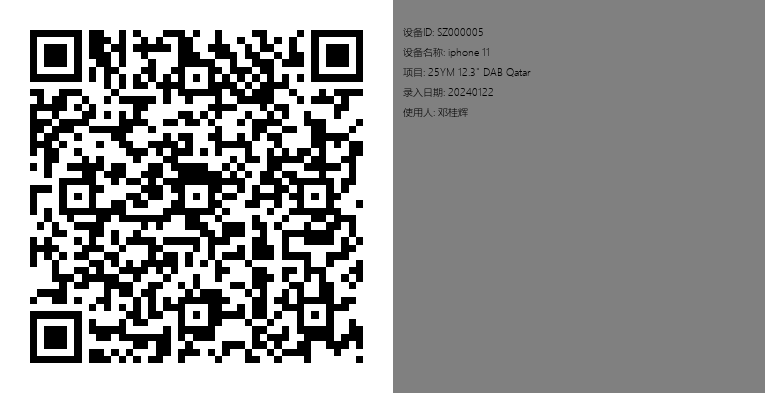 设备ID: SZ000005
设备名称: iphone 11
项目: 25YM 12.3" DAB Qatar
录入日期: 20240122
使用人: 邓桂辉